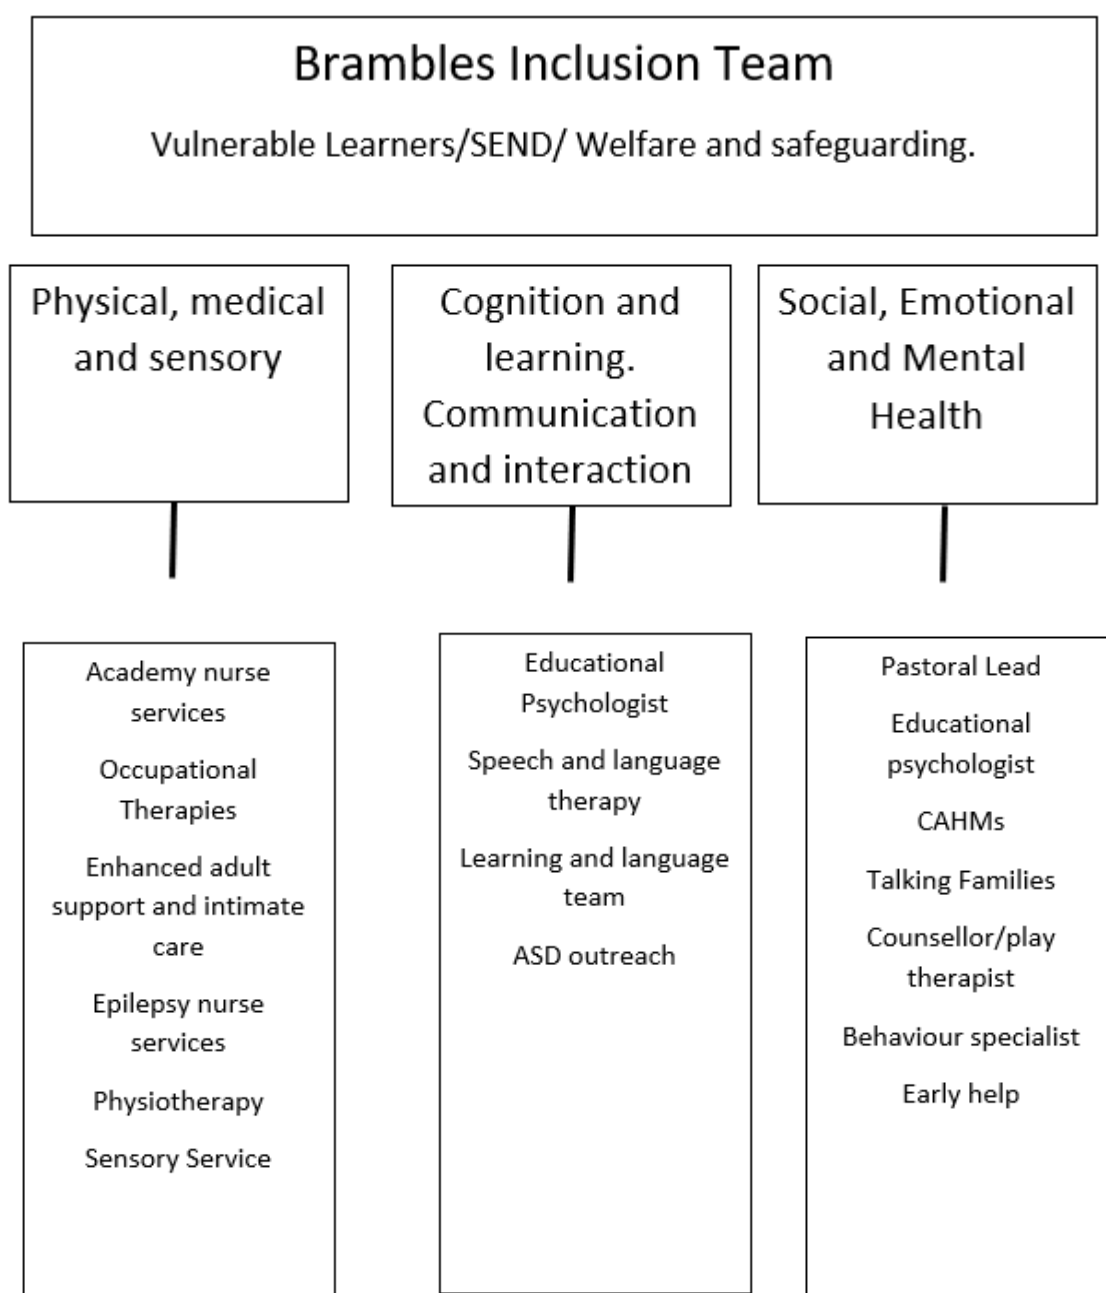 Brambles Inclusion Team
Vulnerable Learners/SEND/ Welfare and safeguarding.
Physical, medical
and sensory
Cognition and
learning.
Communication
and interaction
Social, Emotional
and Mental
Health
Academy nurse
services
Occupational
Therapies
Enhanced adult
support and intimate
care
Epilepsy nurse
services
Physiotherapy
Sensory Service
Educational
Psychologist
Speech and language
therapy
Learning and language
team
ASD outreach
Pastoral Lead
Educational
psychologist
CAHMs
Talking Families
Counsellor/play
therapist
Behaviour specialist
Early help